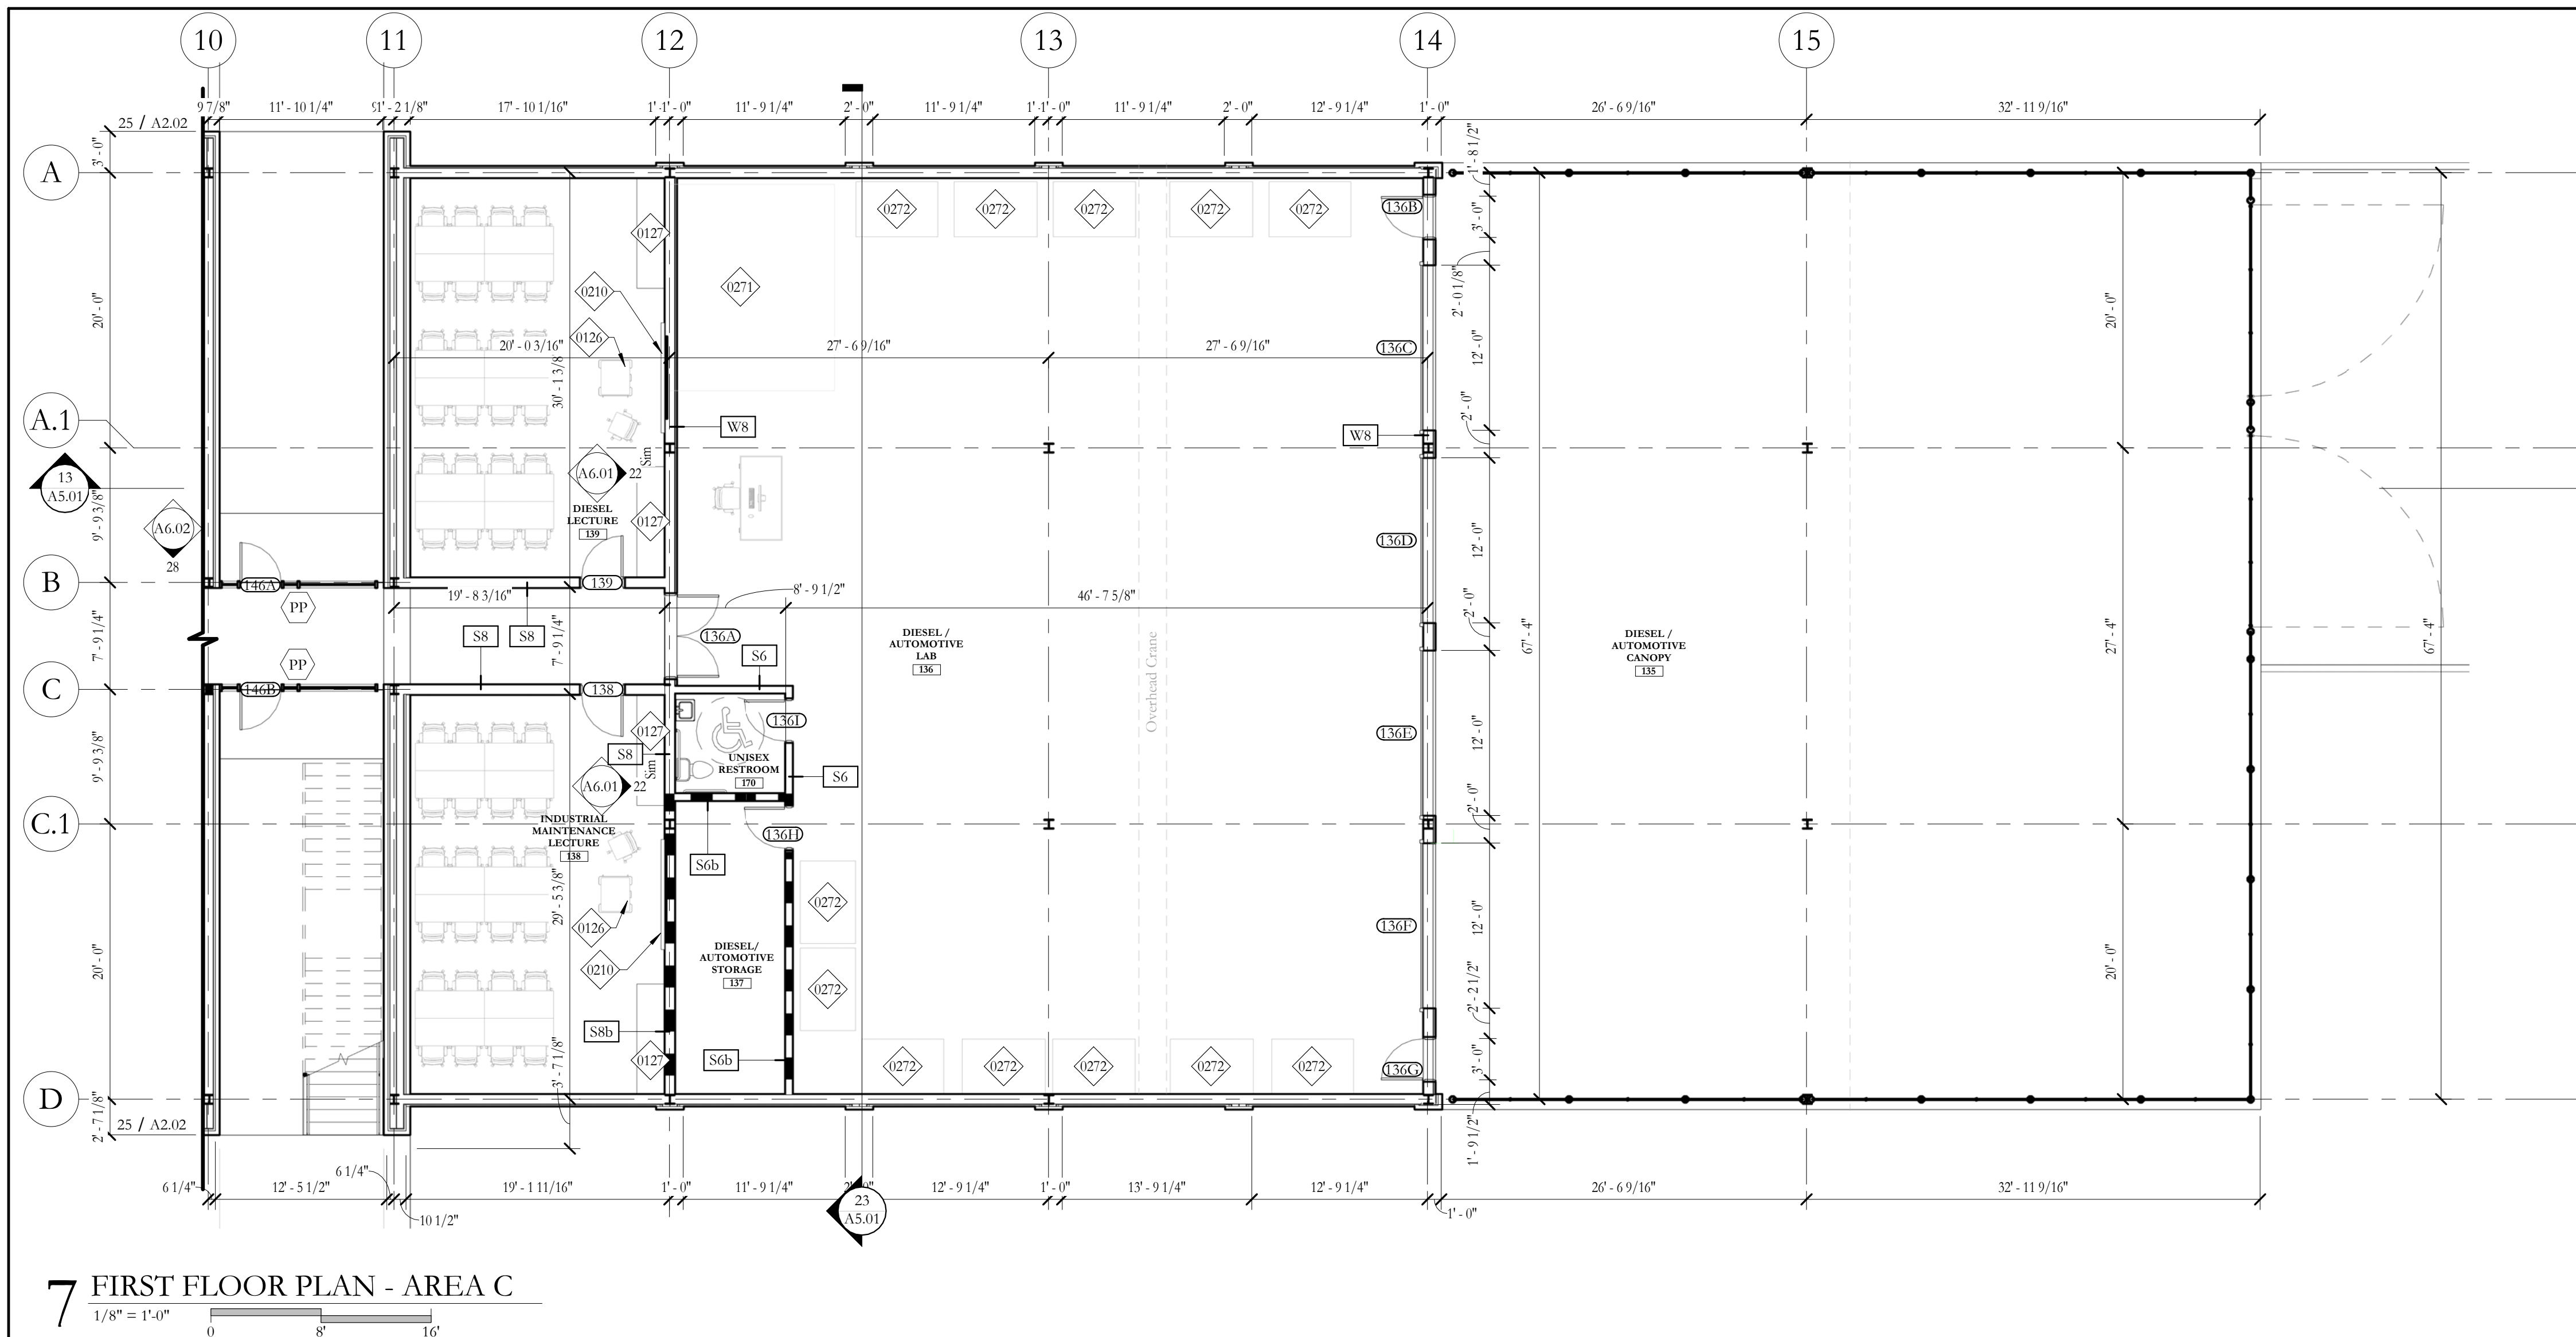 10
11
12
13
14
15
9 7/8"
11' - 10 1/4"
1' - 2 1/8"
17' - 10 1/16"
1' - 0"
11' - 9 1/4"
2' - 0"
11' - 9 1/4"
1' - 0"
11' - 9 1/4"
2' - 0"
12' - 9 1/4"
1' - 0"
26' - 6 9/16"
32' - 11 9/16"
25 / A2.02
3' - 0"
1' - 8 1/2"
A
0272
0272
0272
0272
0272
136B
3' - 0"
0127
2' - 0 1/8"
0271
0210
20' - 0"
20' - 0"
0126
20' - 0 3/16"
27' - 6 9/16"
27' - 6 9/16"
136C
12' - 0"
30' - 1 3/8"
A.1
W8
W8
2' - 0"
Sim
13
A5.01
A6.01
22
9' - 9 3/8"
DIESEL
LECTURE
139
0127
A6.02
28
136D
12' - 0"
B
146A
139
PP
19' - 8 3/16"
8' - 9 1/2"
46' - 7 5/8"
2' - 0"
S8
S8
7' - 9 1/4"
7' - 9 1/4"
136A
S6
DIESEL /
AUTOMOTIVE
LAB
136
Overhead Crane
67' - 4"
DIESEL /
AUTOMOTIVE
CANOPY
135
27' - 4"
67' - 4"
PP
C
146B
138
136I
0127
S8
Sim
UNISEX
RESTROOM
170
S6
136E
12' - 0"
9' - 9 3/8"
A6.01
22
2' - 0"
C.1
INDUSTRIAL
MAINTENANCE
LECTURE
138
136H
S6b
29' - 5 3/8"
0272
0126
136F
12' - 0"
20' - 0"
20' - 0"
DIESEL/
AUTOMOTIVE
STORAGE
137
0210
0272
2' - 2 1/2"
S8b
S6b
0127
3' - 7 1/8"
0272
0272
0272
0272
0272
136G
3' - 0"
D
2' - 7 1/8"
25 / A2.02
1' - 9 1/2"
6 1/4"
6 1/4"
12' - 5 1/2"
19' - 1 11/16"
1' - 0"
11' - 9 1/4"
12' - 9 1/4"
1' - 0"
13' - 9 1/4"
12' - 9 1/4"
26' - 6 9/16"
32' - 11 9/16"
10 1/2"
23
A5.01
1' - 0"
7
FIRST FLOOR PLAN - AREA C
1/8" = 1'-0"
0
8'
16'